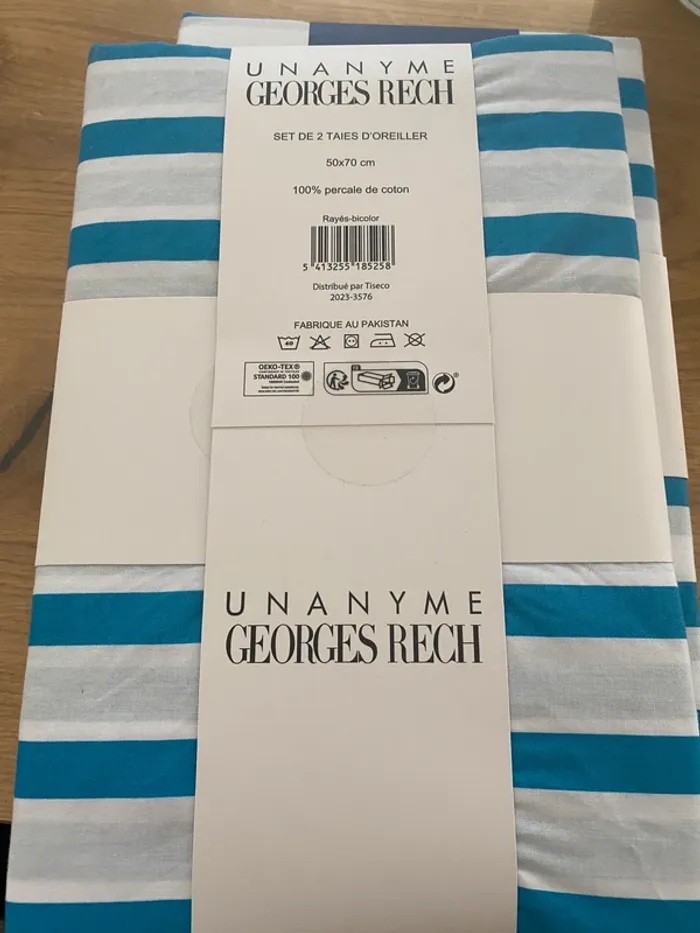 UNANYME
GEORGES RECH
SET DE 2 TAIES D'OREILLER
50x70 cm
100% percale de coton
Rayés-bicolor
5 413255 185258
Distribué par Tiseco
2023-3576
FABRIQUE AU PAKISTAN
40
OEKO-TEX®
STANDARD 100
UNANYME
GEORGES RECH